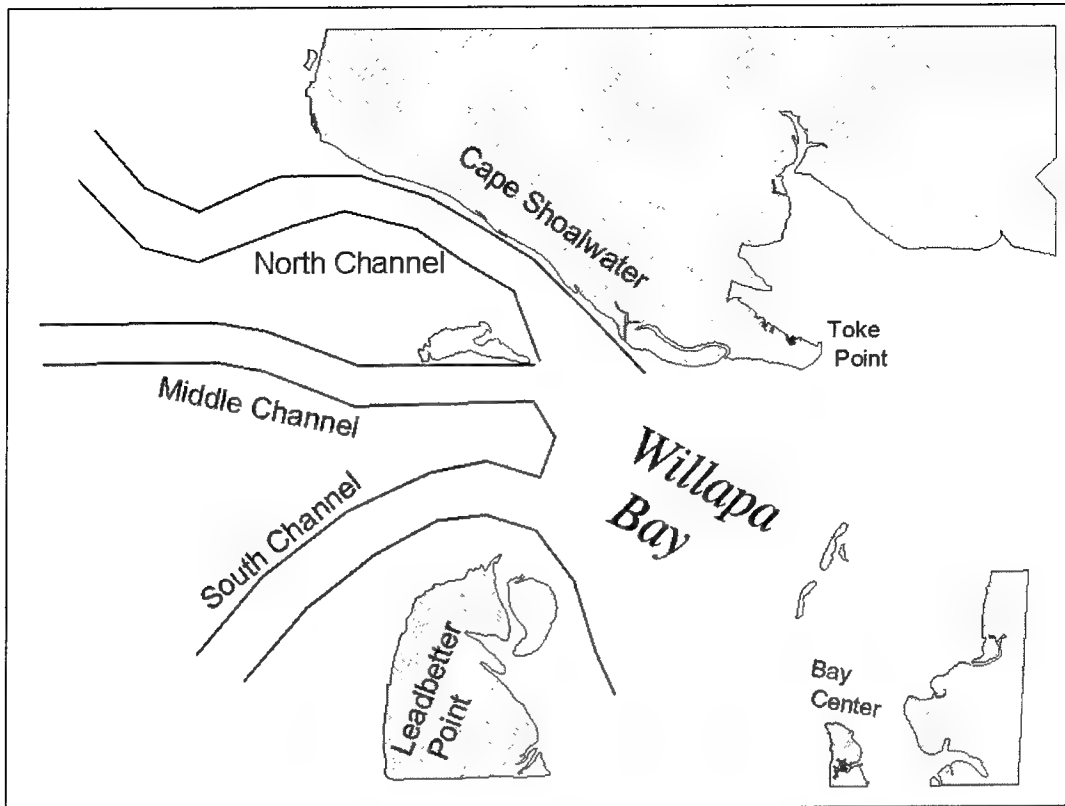 Cape Shoalwater
North Channel
Toke
Point
Middle Channel
Willapa
Bay
South Channel
Leadbetter
Point
Bay
Center